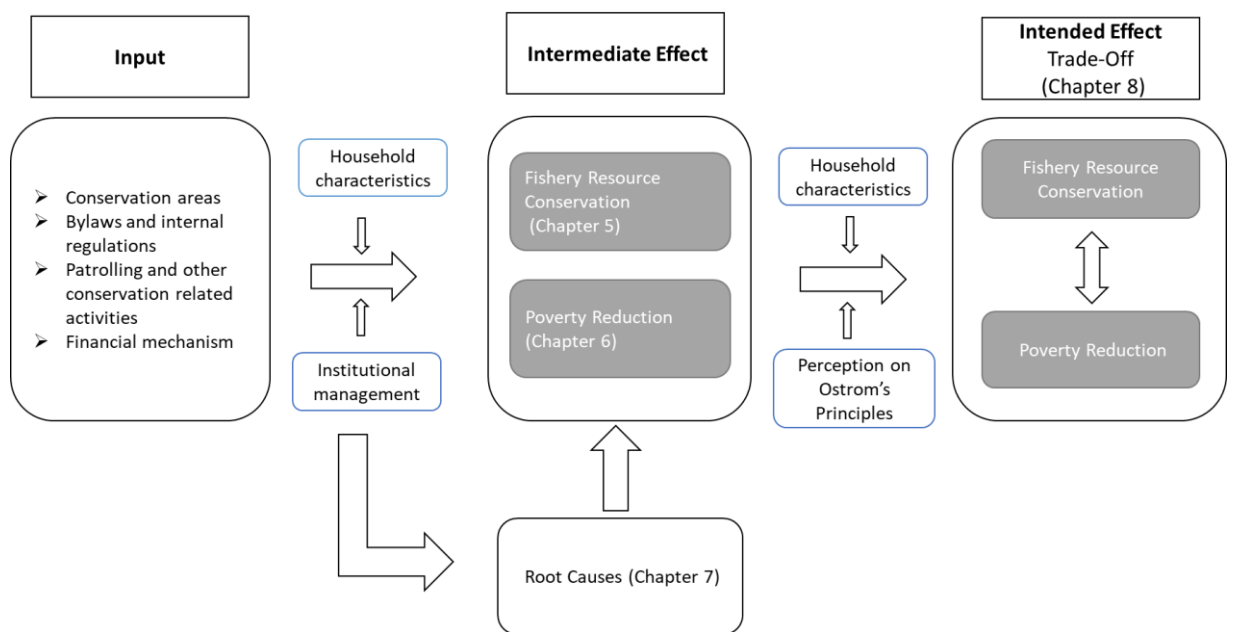 Input
Intermediate Effect
Intended Effect
Trade-Off
(Chapter 8)
➢ Conservation areas
➢ Bylaws and internal
regulations
➢ Patrolling and other
conservation related
activities
➢ Financial mechanism
Household
characteristics
Institutional
management
Fishery Resource
Conservation
(Chapter 5)
Poverty Reduction
(Chapter 6)
Root Causes (Chapter 7)
Household
characteristics
Perception on
Ostrom’s
Principles
Fishery Resource
Conservation
Poverty Reduction